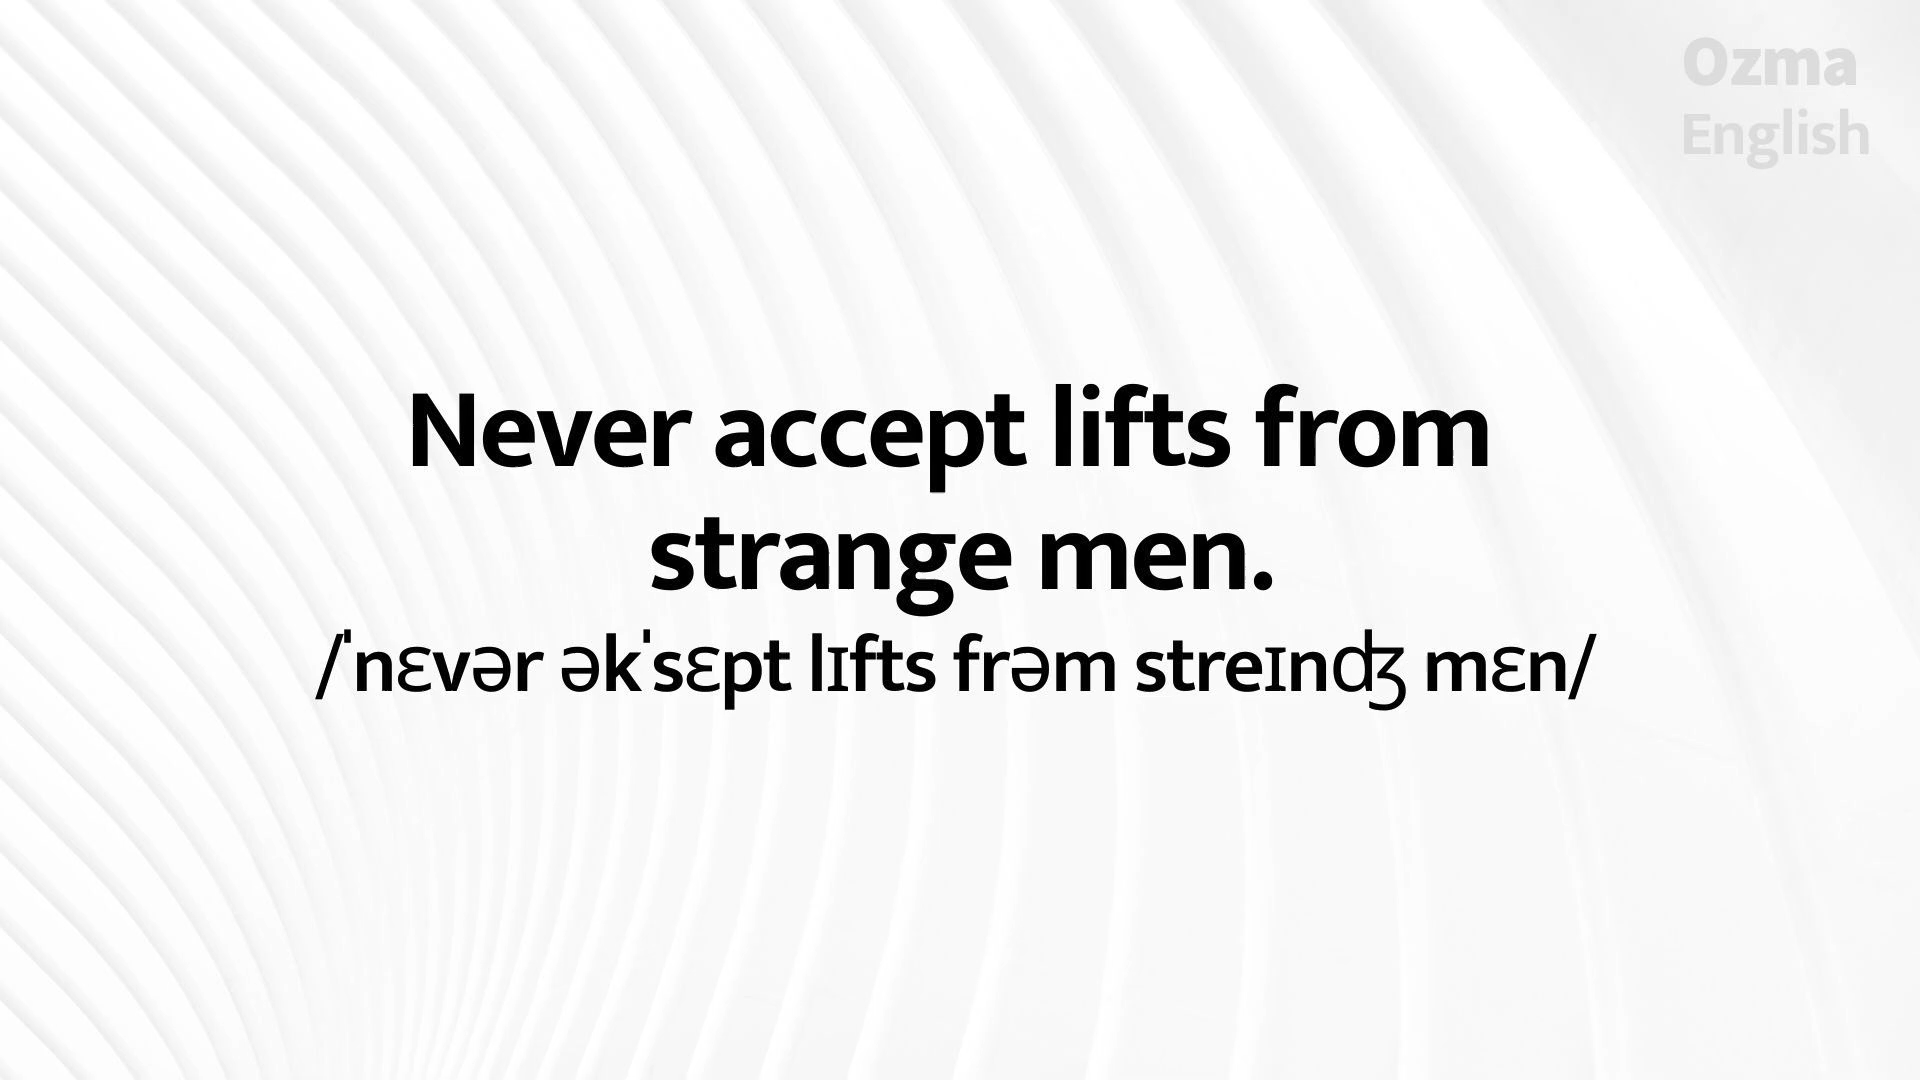 Ozma
English
Never accept lifts from
strange men.
/ˈnɛvər əkˈsɛpt lɪfts frəm streɪnʤ mɛn/